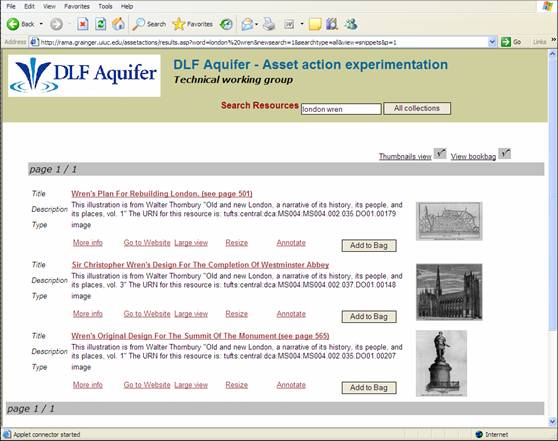 File Edit View Favorites Tools Help
Back Search Favorites
Address http://rama.grainger.uiuc.edu/assetactions/results.asp?word=london%20wren&newsearch=1&searchtype=all&view=snippets&p=1 Go Links
DLF Aquifer
DLF Aquifer - Asset action experimentation
Technical working group
Search Resources london wren All collections
Thumbnails view View bookbag
page 1 / 1
Title Wren's Plan For Rebuilding London. (see page 501)
Description This illustration is from Walter Thornbury "Old and new London, a narrative of its history, its people, and
its places, vol. 1" The URN for this resource is: tufts:central:dca:MS004:MS004.002.035.DO01.00179
Type image
More info Go to Website Large view Resize Annotate Add to Bag
Title Sir Christopher Wren's Design For The Completion Of Westminster Abbey
Description This illustration is from Walter Thornbury "Old and new London, a narrative of its history, its people, and
its places, vol. 3" The URN for this resource is: tufts:central:dca:MS004:MS004.002.037.DO01.00148
Type image
More info Go to Website Large view Resize Annotate Add to Bag
Title Wren's Original Design For The Summit Of The Monument (see page 565)
Description This illustration is from Walter Thornbury "Old and new London, a narrative of its history, its people, and
its places, vol. 1" The URN for this resource is: tufts:central:dca:MS004:MS004.002.035.DO01.00207
Type image
More info Go to Website Large view Resize Annotate Add to Bag
page 1 / 1
Applet connector started Internet